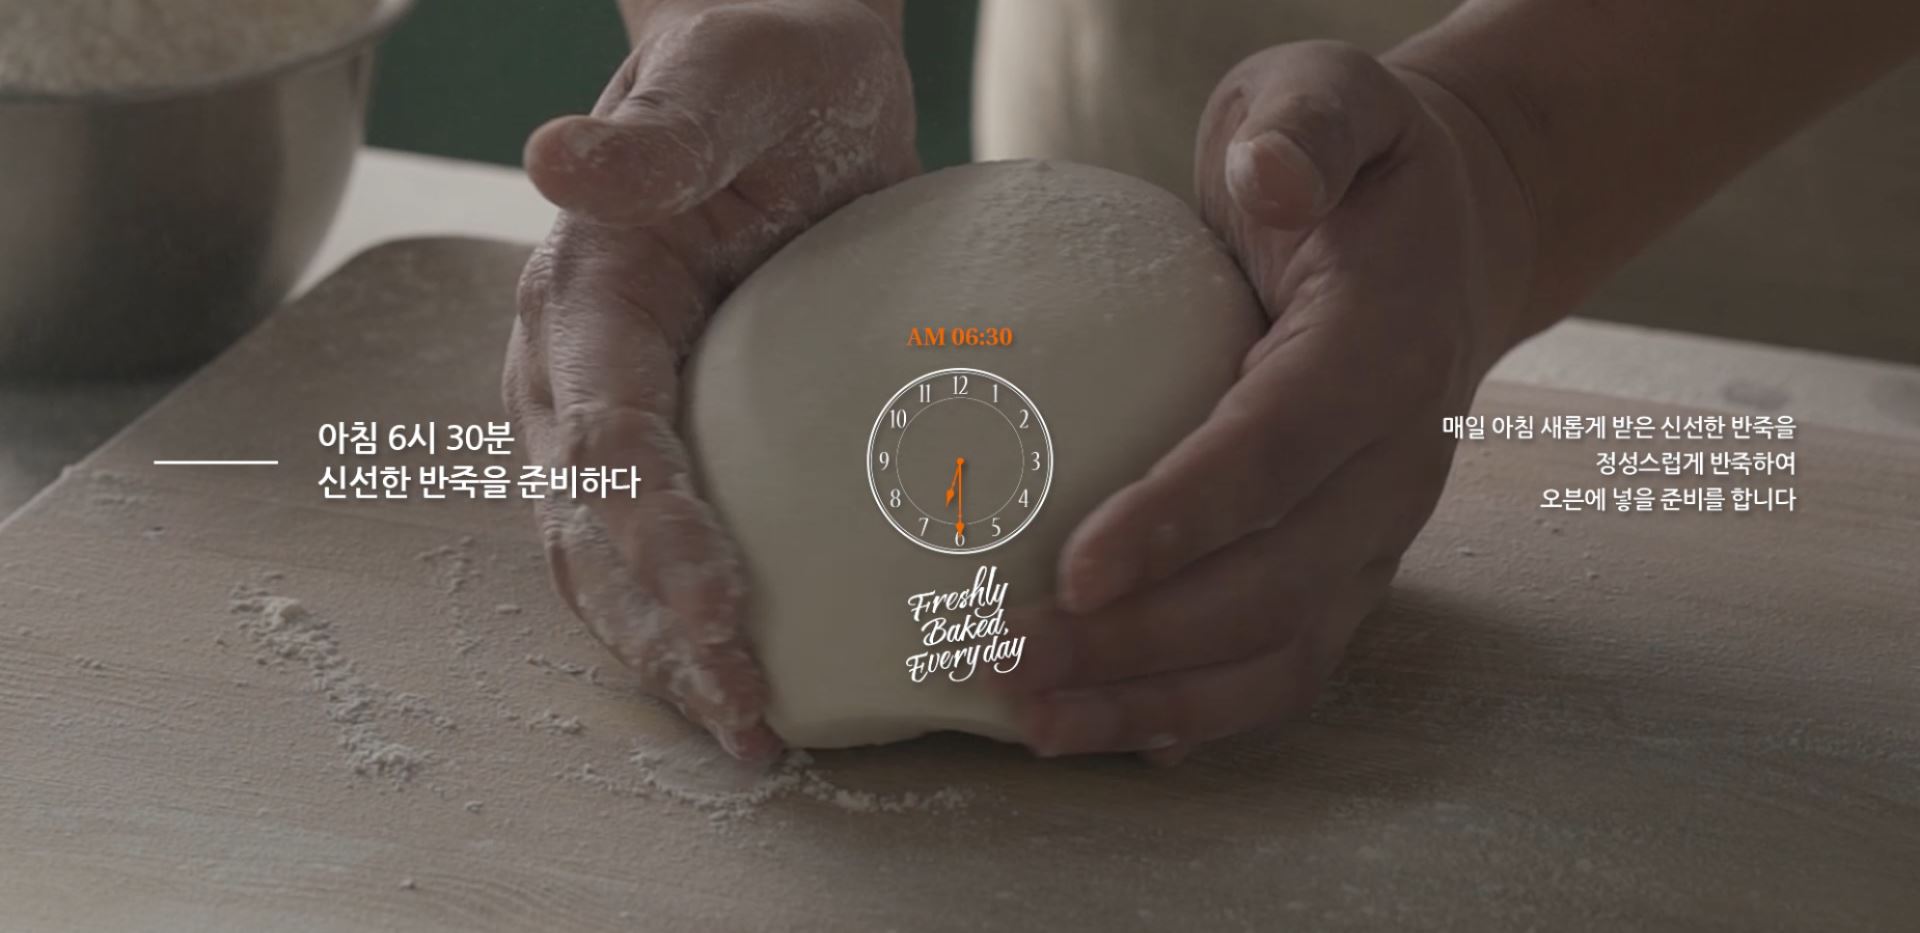 아침 6시 30분
신선한 반죽을 준비하다
AM 06:30
12
1
2
3
4
5
6
7
8
9
10
11
Freshly
Baked,
Everyday
매일 아침 새롭게 받은 신선한 반죽을
정성스럽게 반죽하여
오븐에 넣을 준비를 합니다